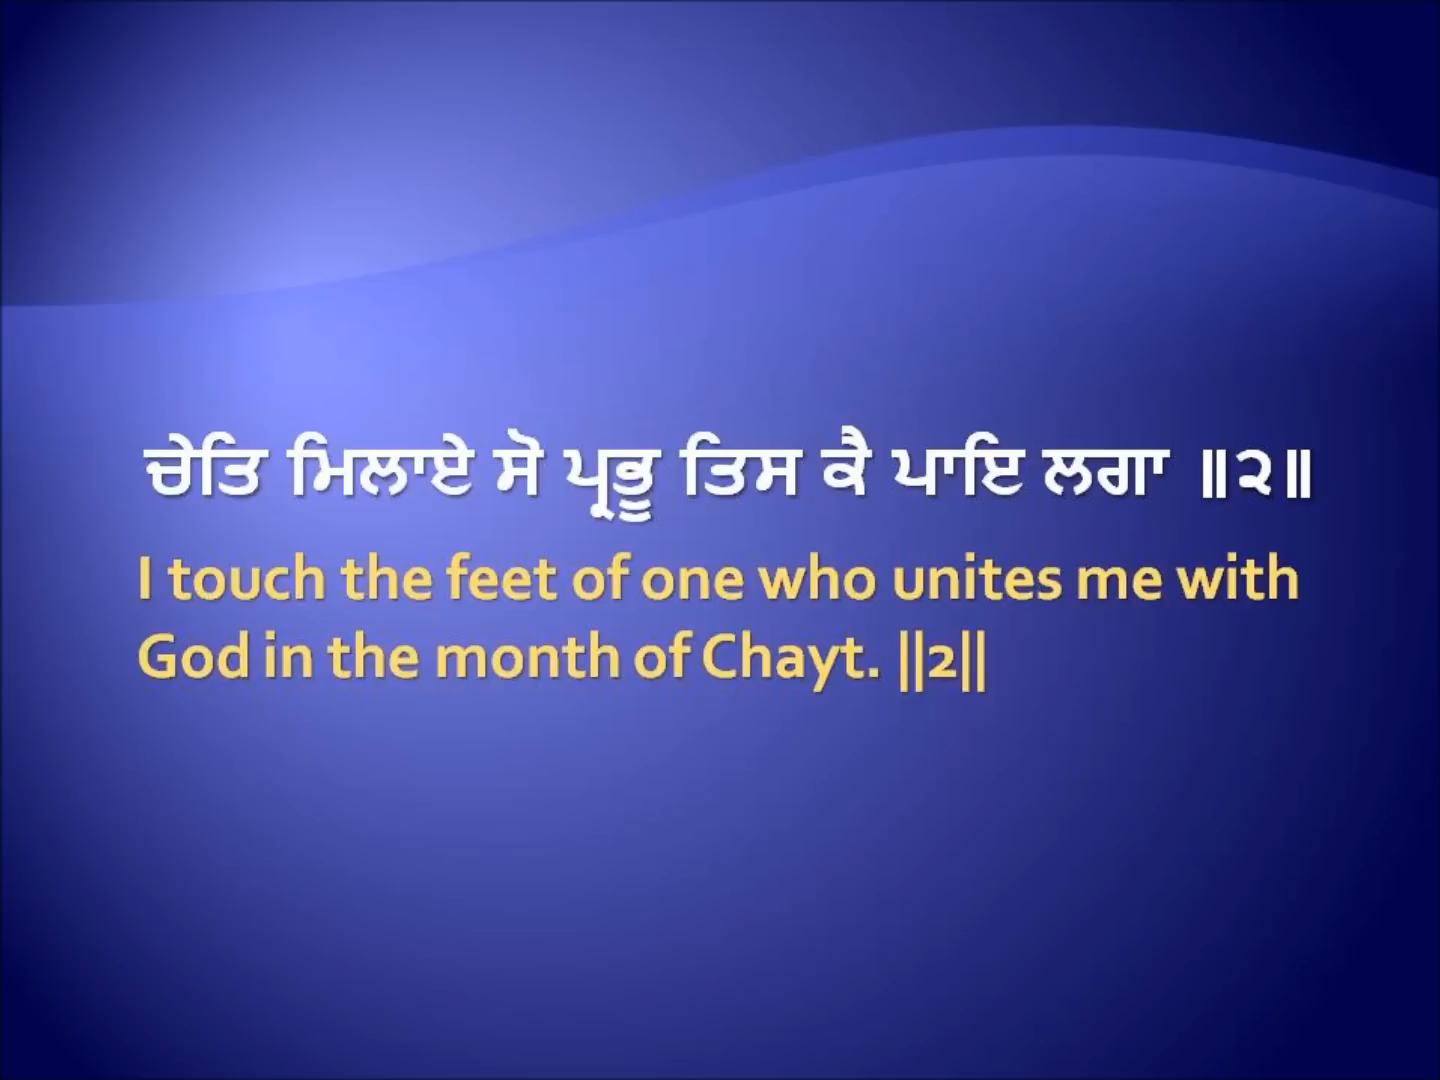 ਚੇਤਿ ਮਿਲਾਏ ਸੋ ਪ੍ਰਭੂ ਤਿਸ ਕੈ ਪਾਇ ਲਗਾ ॥੨॥
I touch the feet of one who unites me with
God in the month of Chayt. ||2||